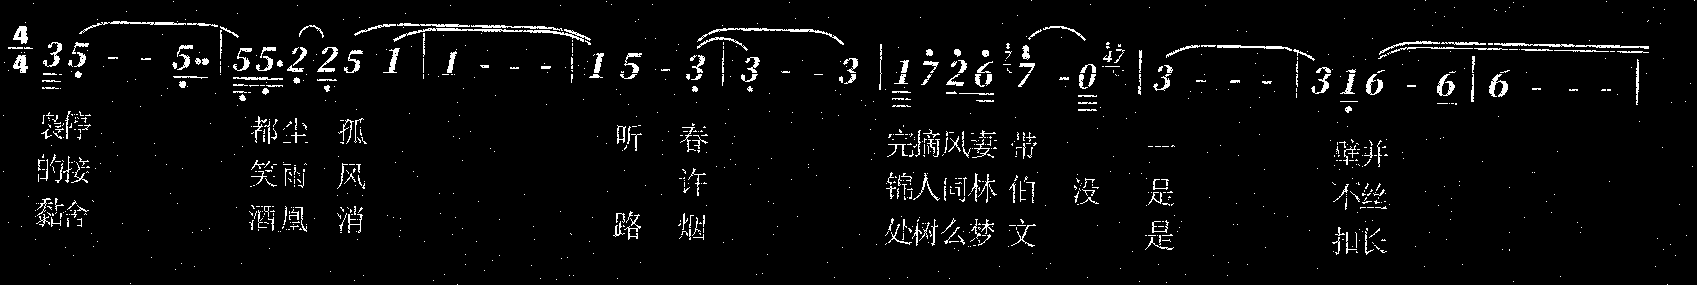 4/4 3 5 - - 5·· | 5 5· 2 2 5 1 | 1 - - - | 1 5 - 3 | 3 - - 3 | 1 7 2 6 7 - 0 | 3 - - - | 3 1 6 - 6 | 6 - - - |
袅停 都尘 孤 听 春 完摘风妻 带 一 壁并
的接 笑雨 风 许 锦人同林 伯 没 是 不丝
黏舍 酒凰 消 路 烟 处树么梦 文 是 扣长